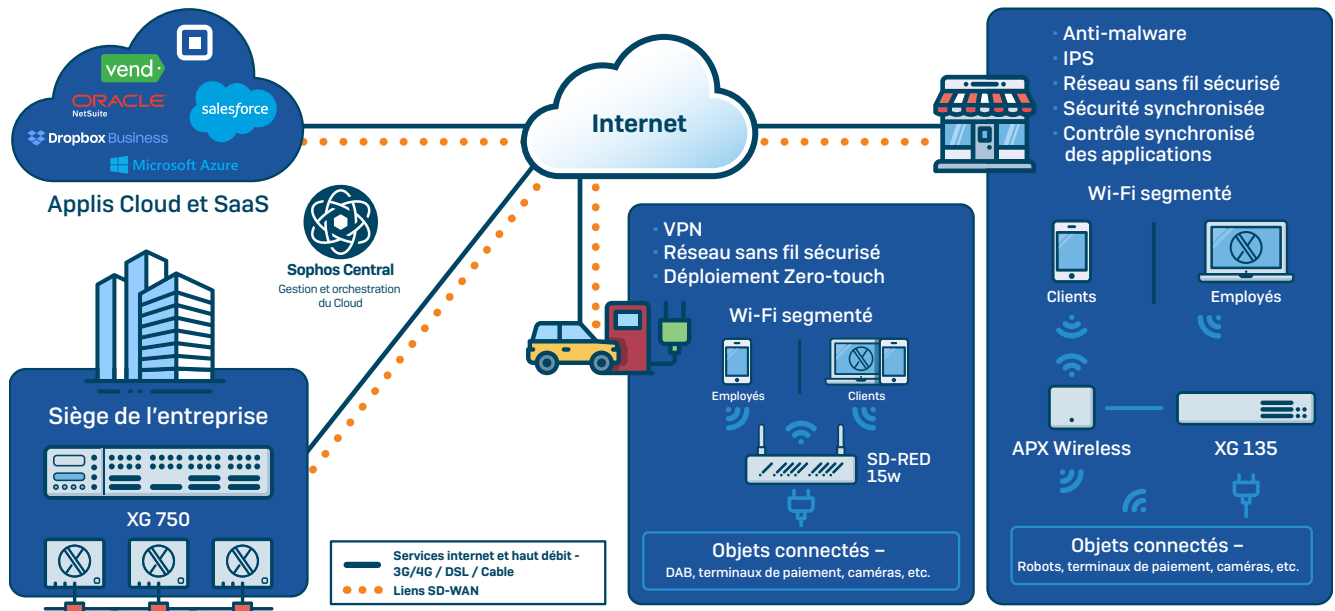 vend
ORACLE
NetSuite
salesforce
Dropbox Business
Microsoft Azure
Applis Cloud et SaaS
Sophos Central
Gestion et orchestration
du Cloud
Siège de l'entreprise
XG 750
Internet
Services internet et haut débit -
3G/4G / DSL / Cable
Liens SD-WAN
· VPN
· Réseau sans fil sécurisé
· Déploiement Zero-touch
Wi-Fi segmenté
Employés
Clients
SD-RED
15w
Objets connectés –
DAB, terminaux de paiement, caméras, etc.
· Anti-malware
· IPS
· Réseau sans fil sécurisé
· Sécurité synchronisée
· Contrôle synchronisé
des applications
Wi-Fi segmenté
Clients
Employés
APX Wireless
XG 135
Objets connectés –
Robots, terminaux de paiement, caméras, etc.